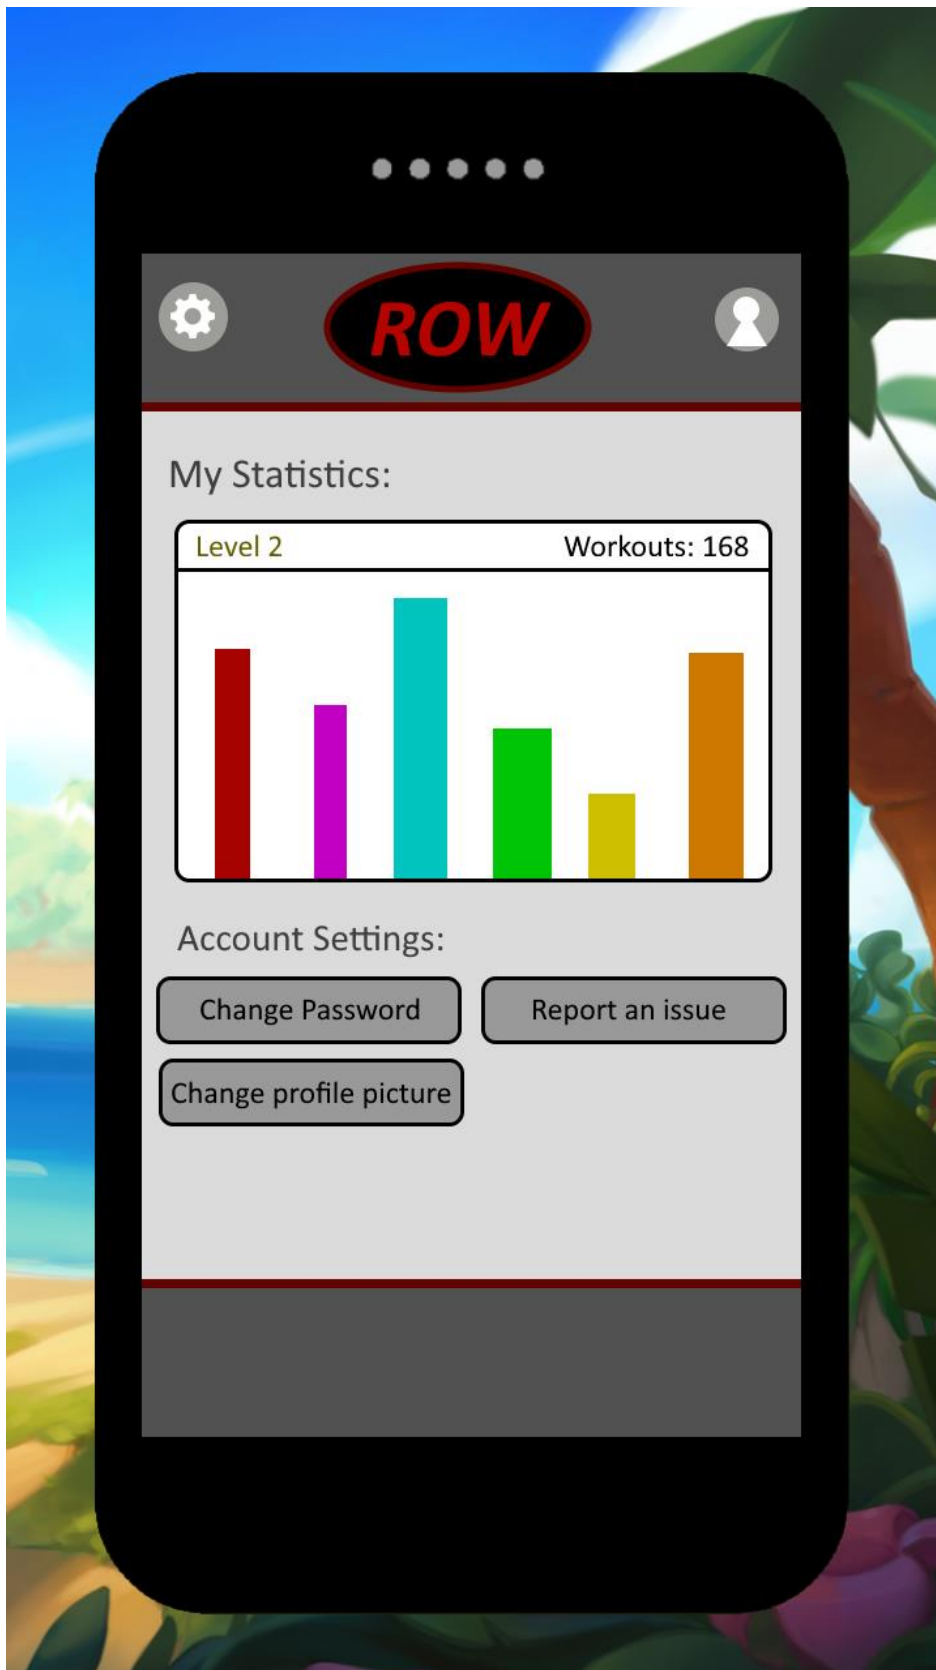 ROW
My Statistics:
Level 2 Workouts: 168
Account Settings:
Change Password Report an issue
Change profile picture